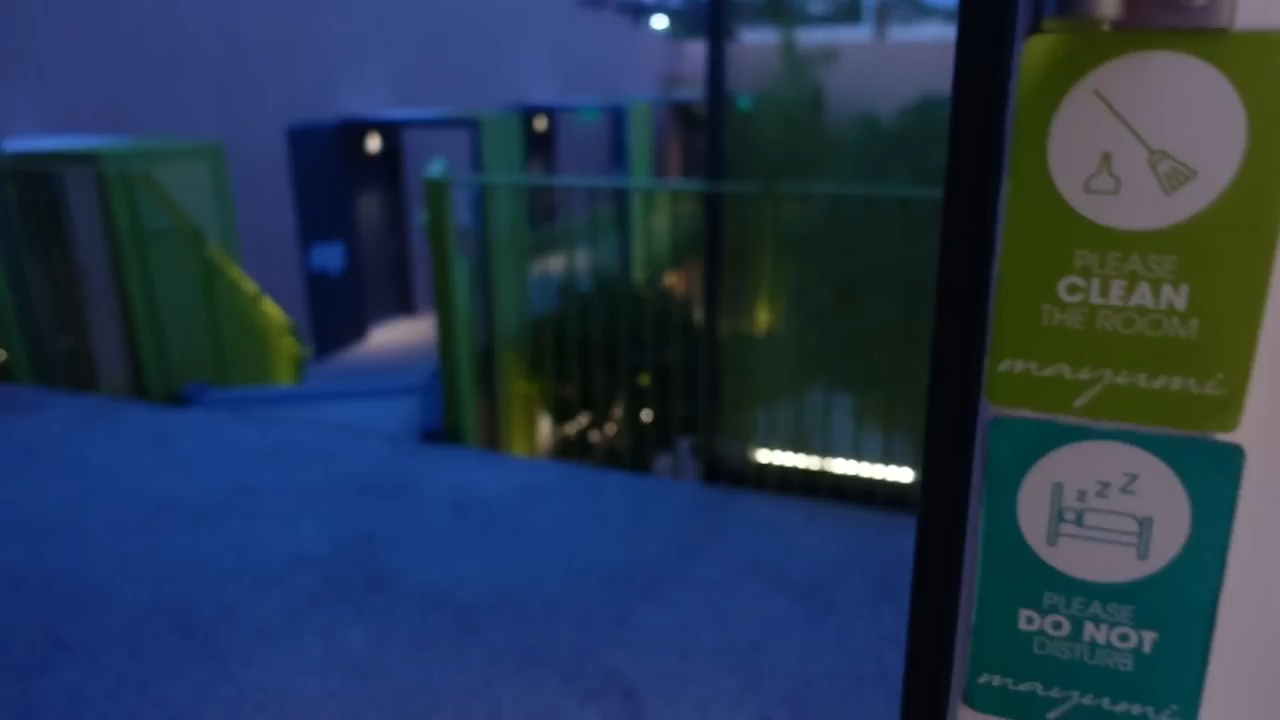 PLEASE
CLEAN
THE ROOM
mayumi
z z Z
PLEASE
DO NOT
DISTURB
mayumi